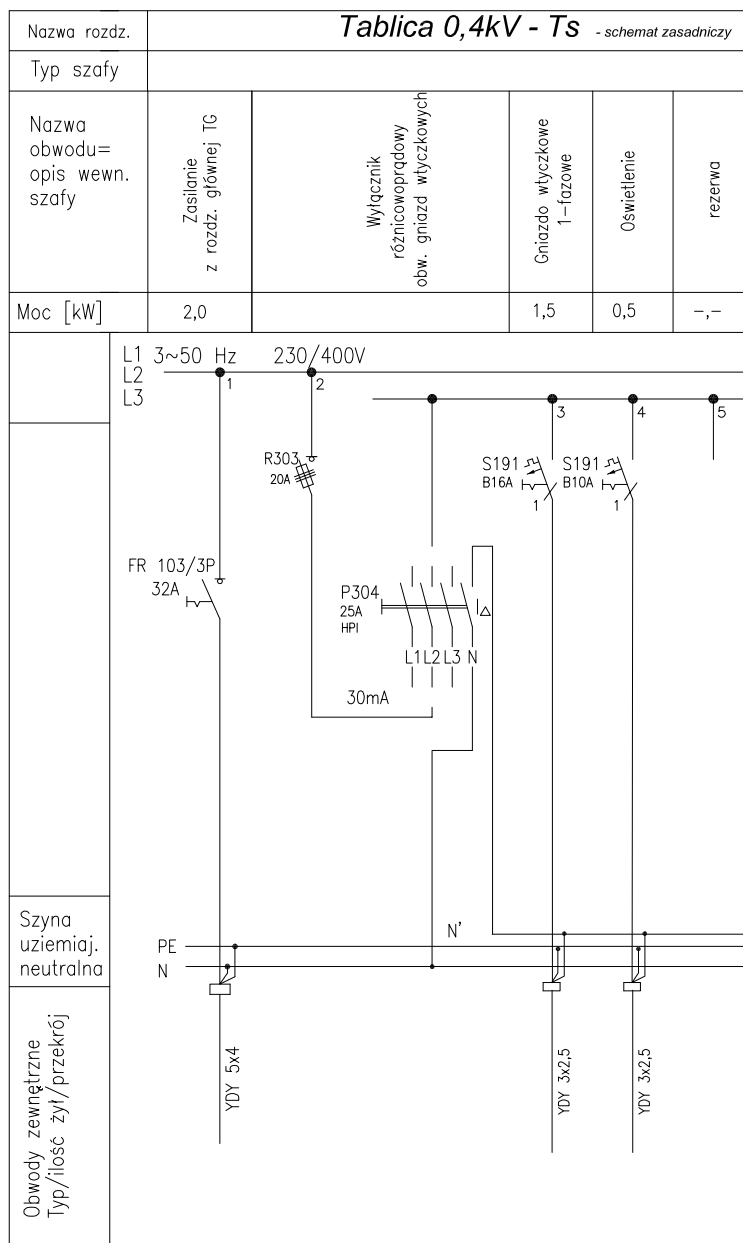 Nazwa rozdz.
Tablica 0,4kV - Ts - schemat zasadniczy
Typ szafy
Nazwa
obwodu=
opis wewn.
szafy
Zasilanie
z rozdz. głównej TG
Wyłącznik
różnicowoprądowy
obw. gniazd wtyczkowych
Gniazdo wtyczkowe
1-fazowe
Oświetlenie
rezerwa
Moc [kW]
2,0
1,5
0,5
-,-
L1 3~50 Hz 230/400V
L2
L3
1
2
3
4
5
R303
20A
S191
B16A
1
S191
B10A
1
FR 103/3P
32A
P304
25A
HPI
L1 L2 L3 N
30mA
Szyna
uziemiaj.
neutralna
PE
N
N'
Obwody zewnętrzne
Typ/ilość żył/przekrój
YDY 5x4
YDY 3x2,5
YDY 3x2,5